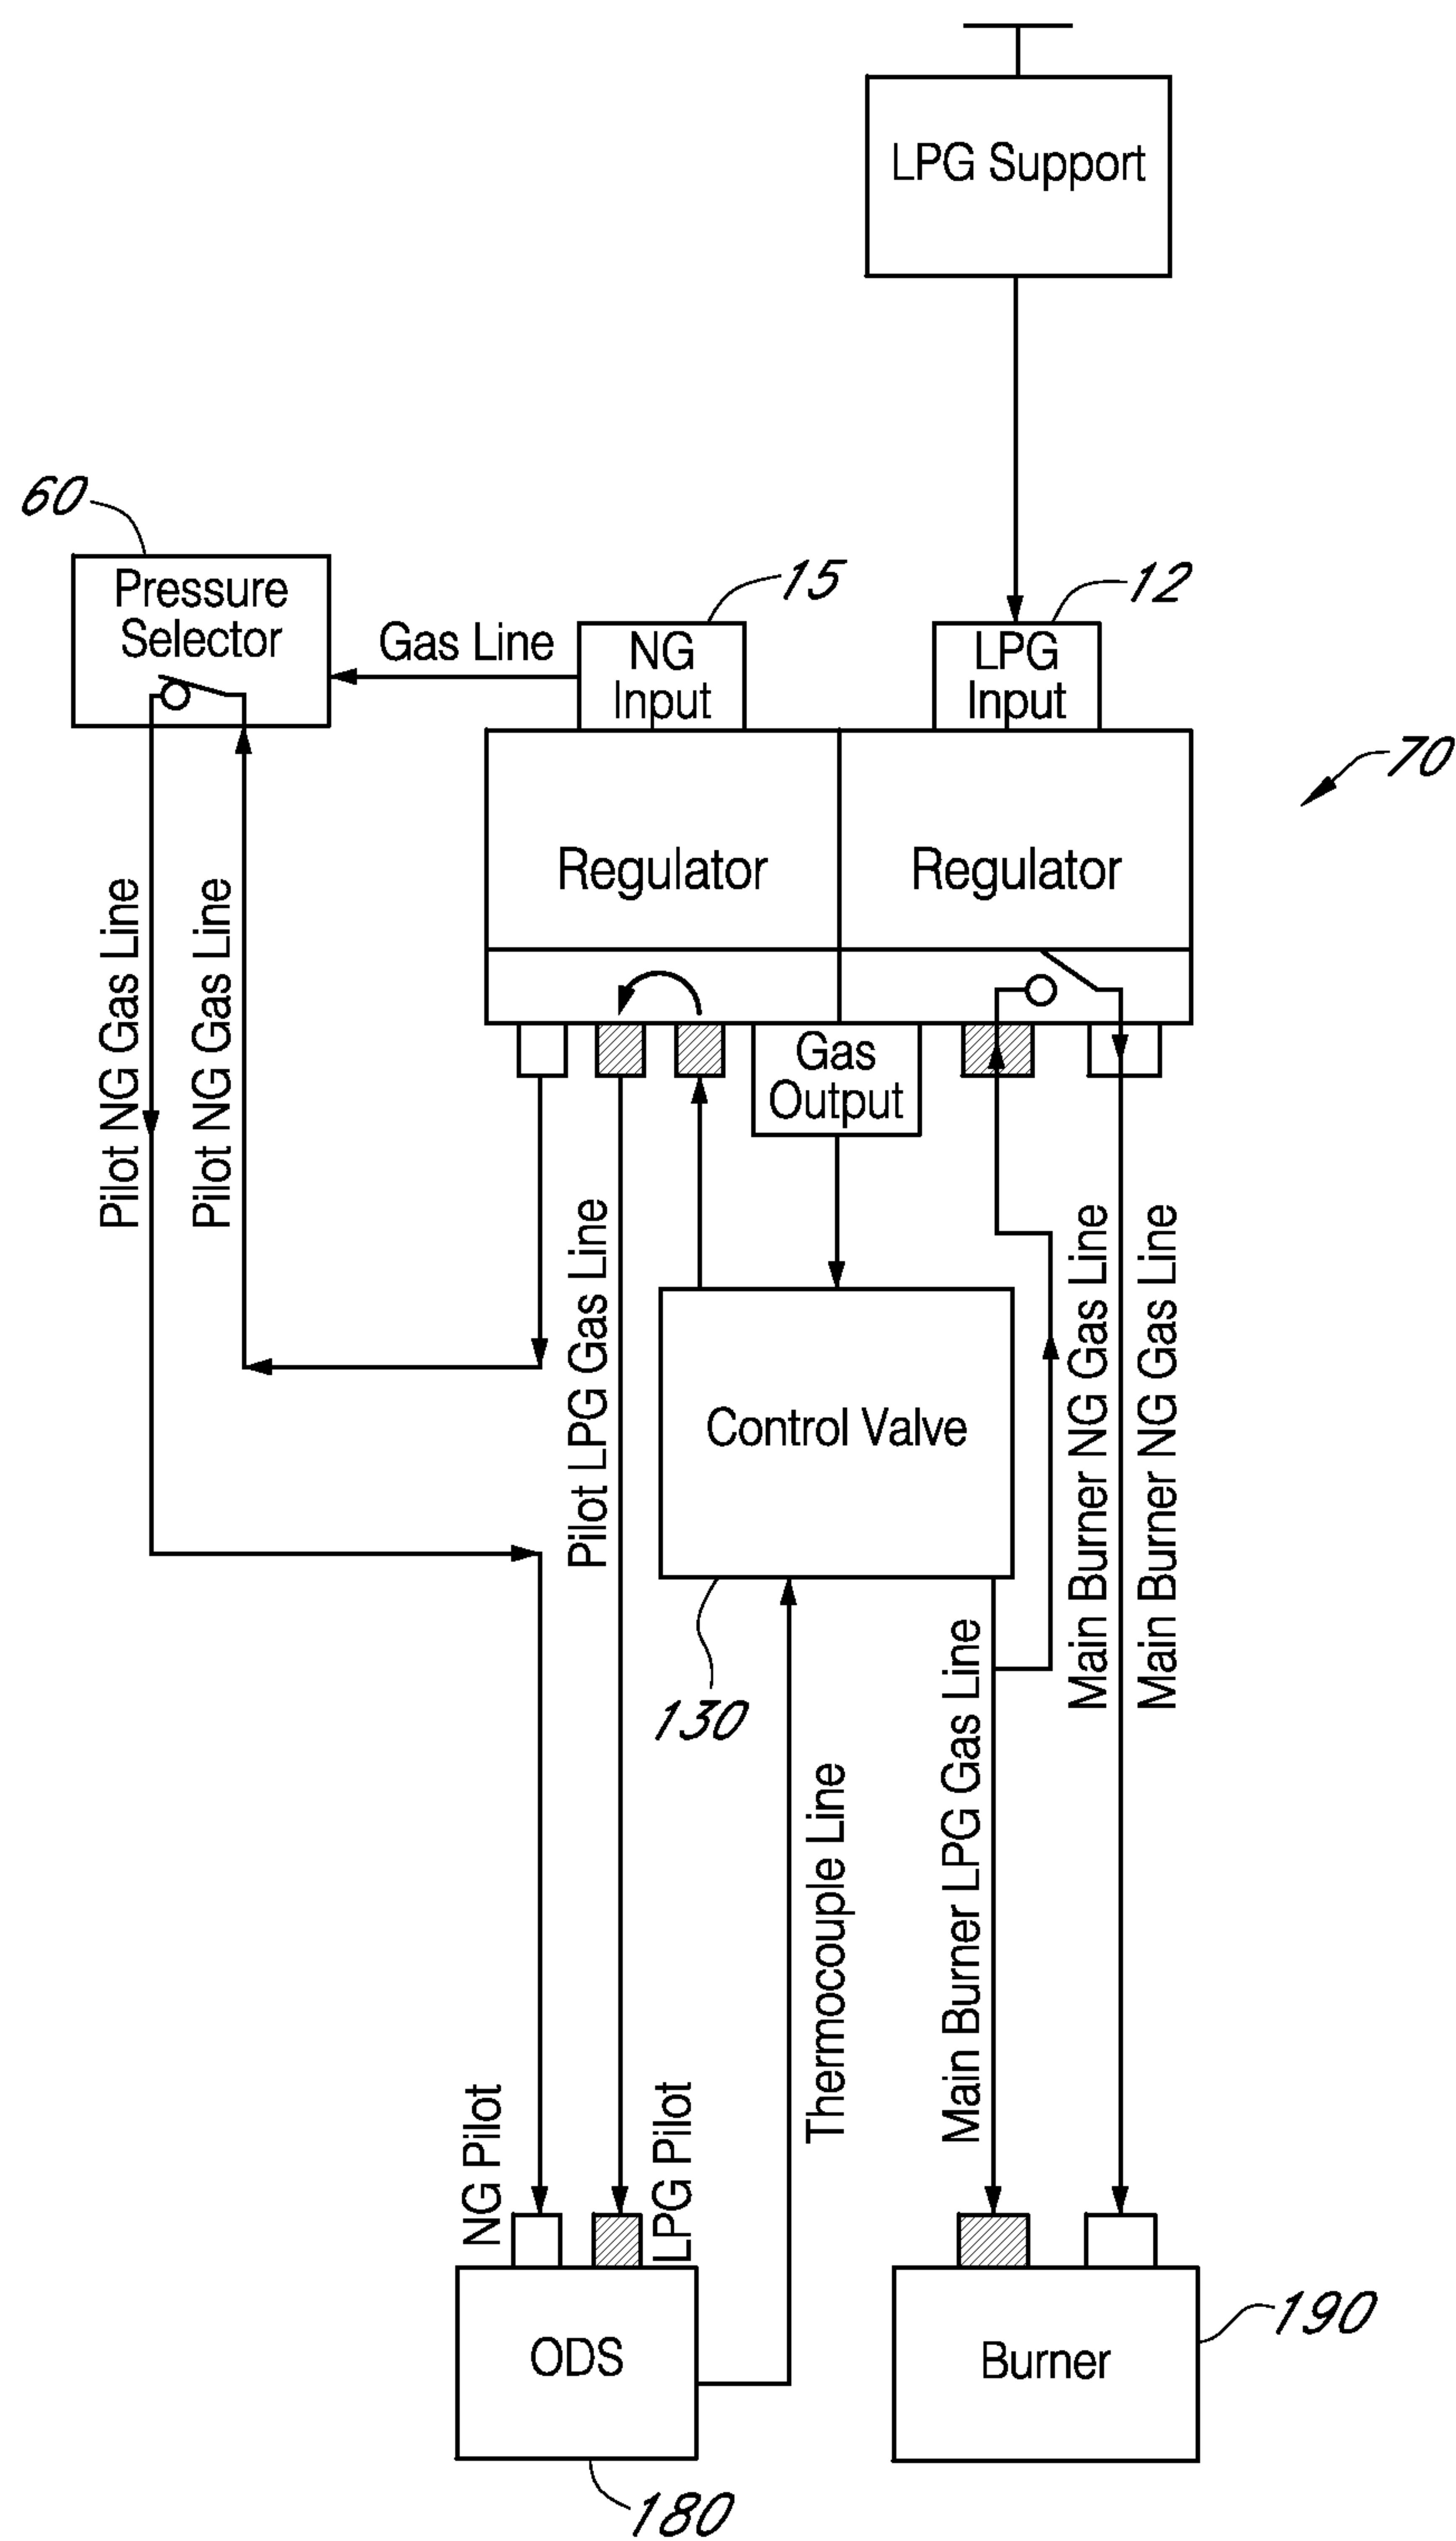 LPG Support
60
Pressure
Selector
Gas Line
15
NG
Input
12
LPG
Input
70
Regulator
Regulator
Gas
Output
Pilot NG Gas Line
Pilot NG Gas Line
Pilot LPG Gas Line
Control Valve
Main Burner NG Gas Line
Main Burner NG Gas Line
130
Main Burner LPG Gas Line
Thermocouple Line
NG Pilot
LPG Pilot
ODS
180
Burner
190